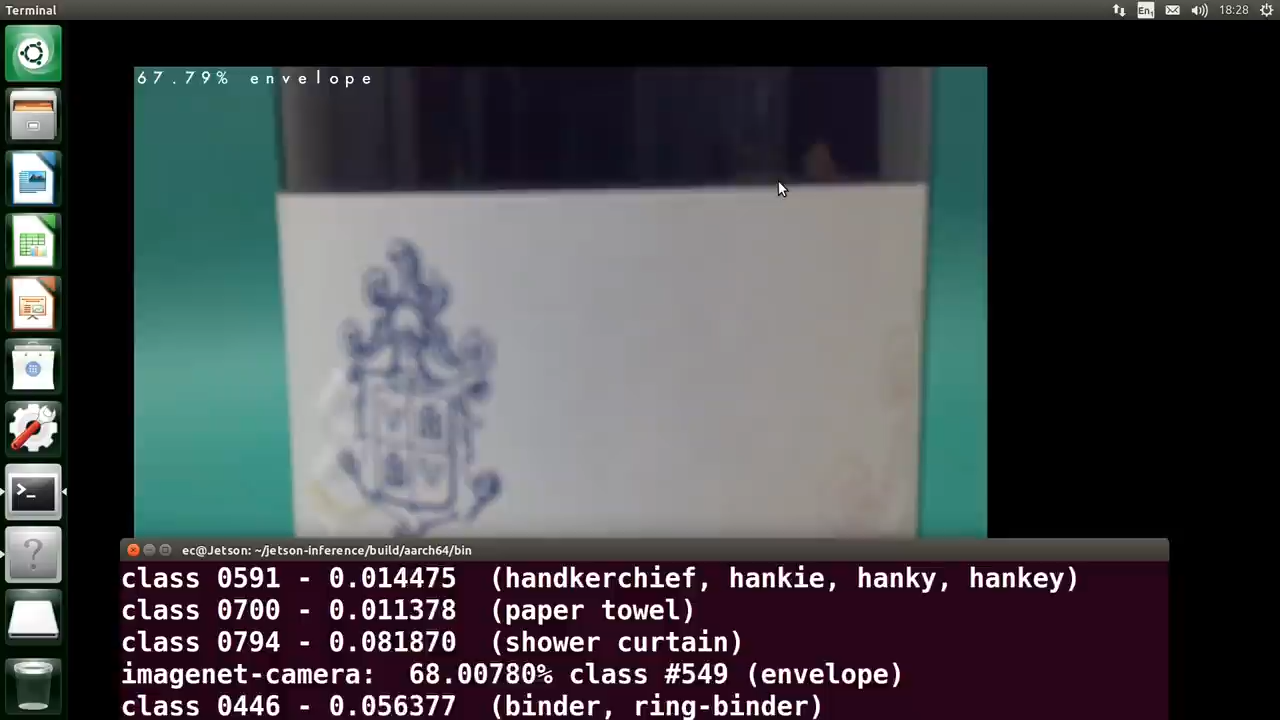 Terminal
En1
18:28
67.79% envelope
ec@Jetson: ~/jetson-inference/build/aarch64/bin
class 0591 - 0.014475 (handkerchief, hankie, hanky, hankey)
class 0700 - 0.011378 (paper towel)
class 0794 - 0.081870 (shower curtain)
imagenet-camera: 68.00780% class #549 (envelope)
class 0446 - 0.056377 (binder, ring-binder)